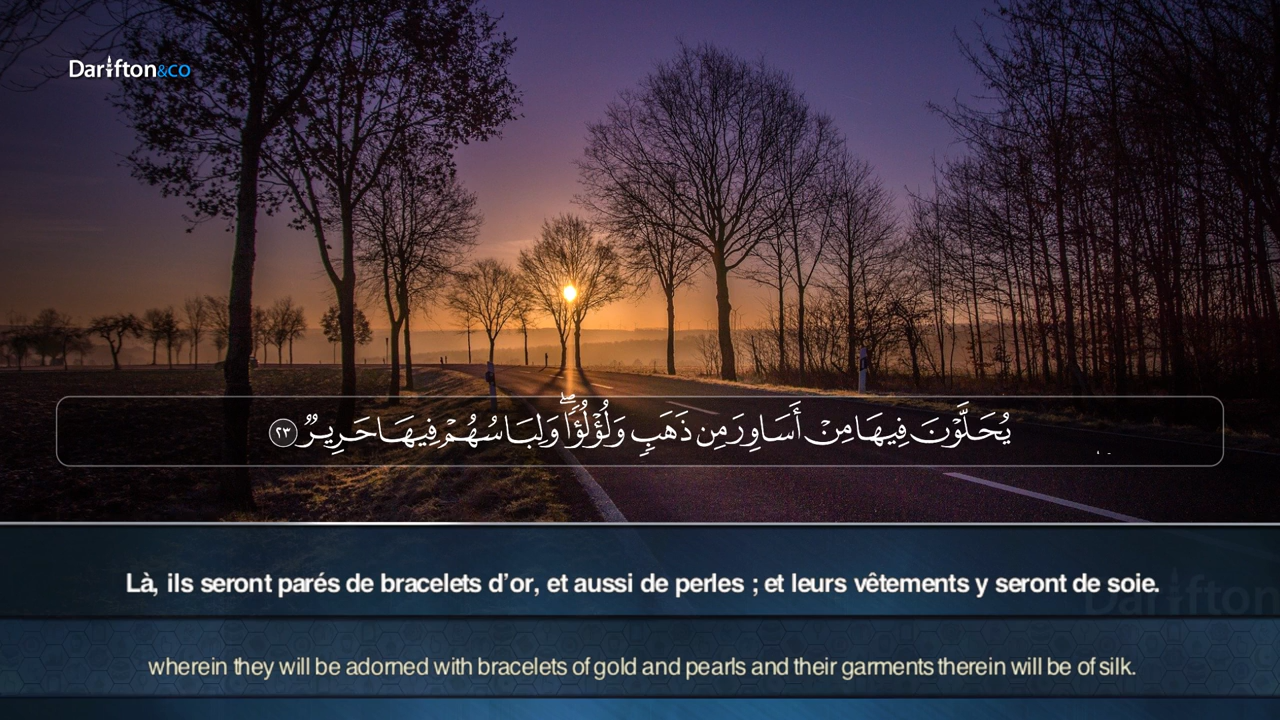 Darifton&co
يُحَلَّوْنَ فِيهَا مِنْ أَسَاوِرَ مِن ذَهَبٍ وَلُؤْلُؤًا ۖ وَلِبَاسُهُمْ فِيهَا حَرِيرٌ ٢٣
Là, ils seront parés de bracelets d’or, et aussi de perles ; et leurs vêtements y seront de soie.
Darifton
wherein they will be adorned with bracelets of gold and pearls and their garments therein will be of silk.